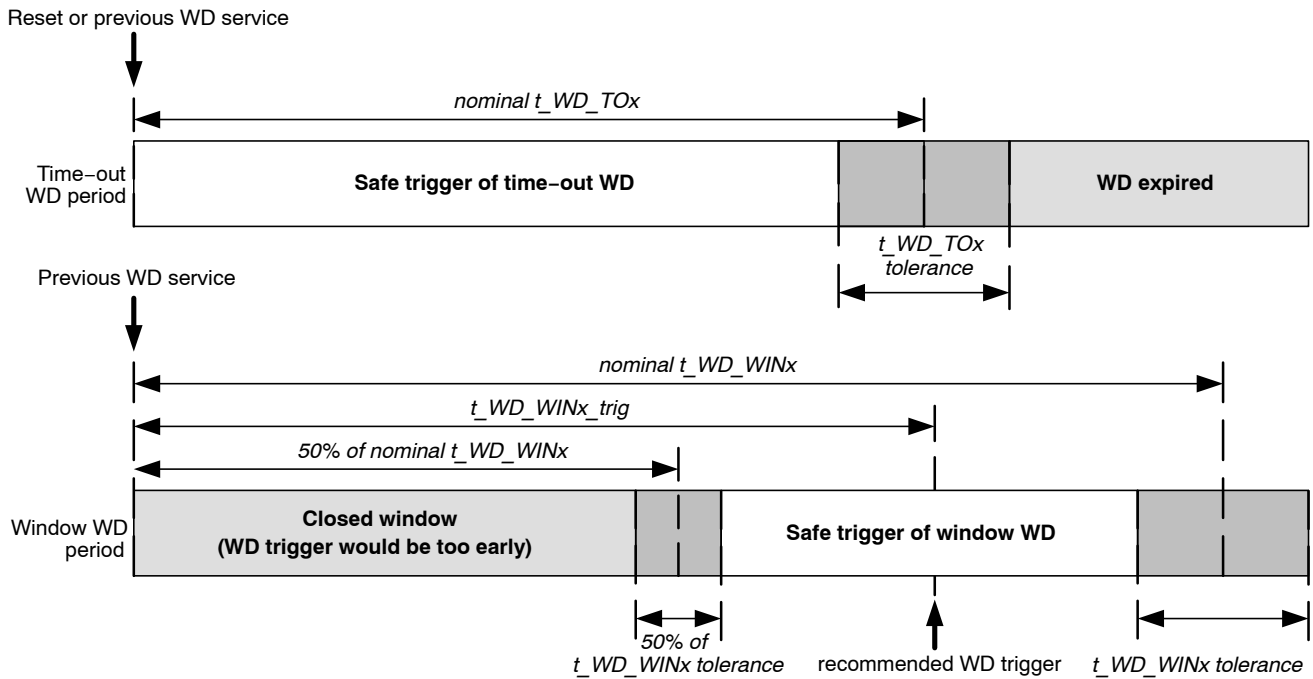 Reset or previous WD service
nominal t_WD_TOx
Time−out
WD period
Safe trigger of time−out WD
WD expired
t_WD_TOx
tolerance
Previous WD service
nominal t_WD_WINx
t_WD_WINx_trig
50% of nominal t_WD_WINx
Window WD
period
Closed window
(WD trigger would be too early)
Safe trigger of window WD
50% of
t_WD_WINx tolerance
recommended WD trigger
t_WD_WINx tolerance